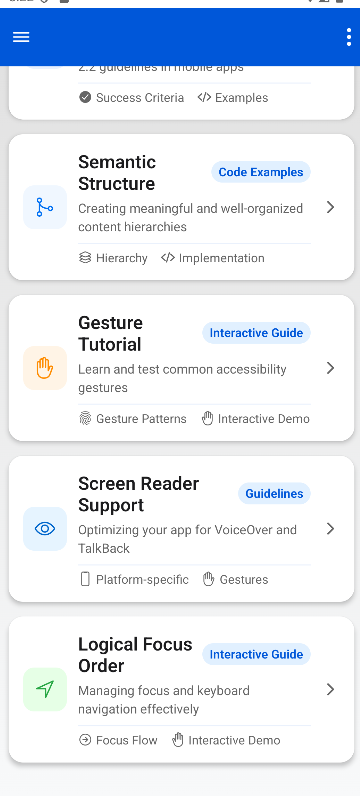 2.2 guidelines in mobile apps
Success Criteria
Examples
Semantic
Structure
Code Examples
Creating meaningful and well-organized
content hierarchies
Hierarchy
Implementation
Gesture
Tutorial
Interactive Guide
Learn and test common accessibility
gestures
Gesture Patterns
Interactive Demo
Screen Reader
Support
Guidelines
Optimizing your app for VoiceOver and
TalkBack
Platform-specific
Gestures
Logical Focus
Order
Interactive Guide
Managing focus and keyboard
navigation effectively
Focus Flow
Interactive Demo